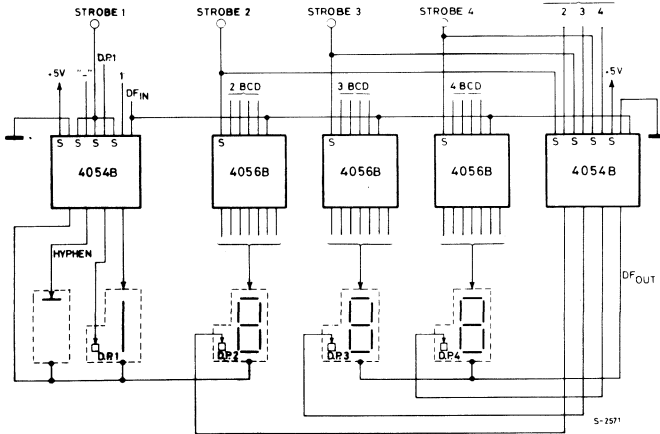 STROBE 1 STROBE 2 STROBE 3 STROBE 4
2 3 4
+5V "–" D.P.1 1 DF IN
2 BCD 3 BCD 4 BCD
+5V
S S S S S S S S S S S
4054B 4056B 4056B 4056B 4054B
HYPHEN
DF OUT
D.P.1 D.P.2 D.P.3 D.P.4
S-2571